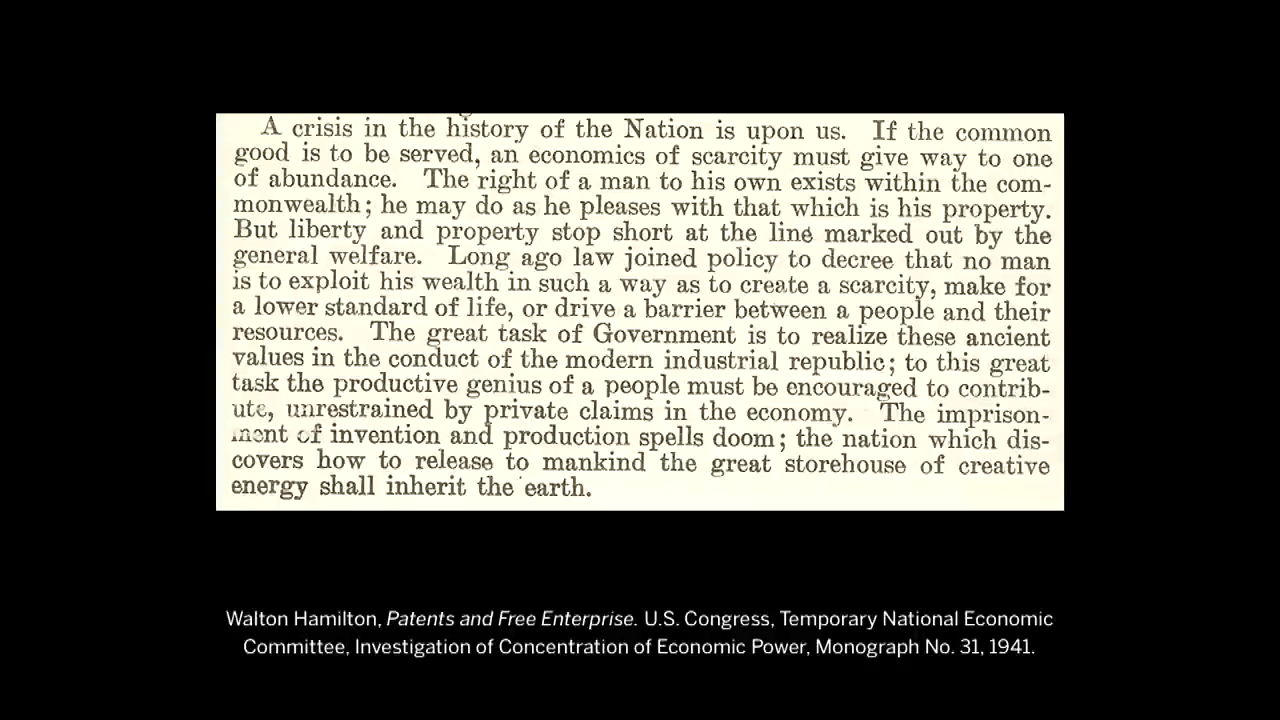 A crisis in the history of the Nation is upon us. If the common
good is to be served, an economics of scarcity must give way to one
of abundance. The right of a man to his own exists within the com-
monwealth; he may do as he pleases with that which is his property.
But liberty and property stop short at the line marked out by the
general welfare. Long ago law joined policy to decree that no man
is to exploit his wealth in such a way as to create a scarcity, make for
a lower standard of life, or drive a barrier between a people and their
resources. The great task of Government is to realize these ancient
values in the conduct of the modern industrial republic; to this great
task the productive genius of a people must be encouraged to contrib-
ute, unrestrained by private claims in the economy. The imprison-
ment of invention and production spells doom; the nation which dis-
covers how to release to mankind the great storehouse of creative
energy shall inherit the earth.
Walton Hamilton, Patents and Free Enterprise. U.S. Congress, Temporary National Economic
Committee, Investigation of Concentration of Economic Power, Monograph No. 31, 1941.